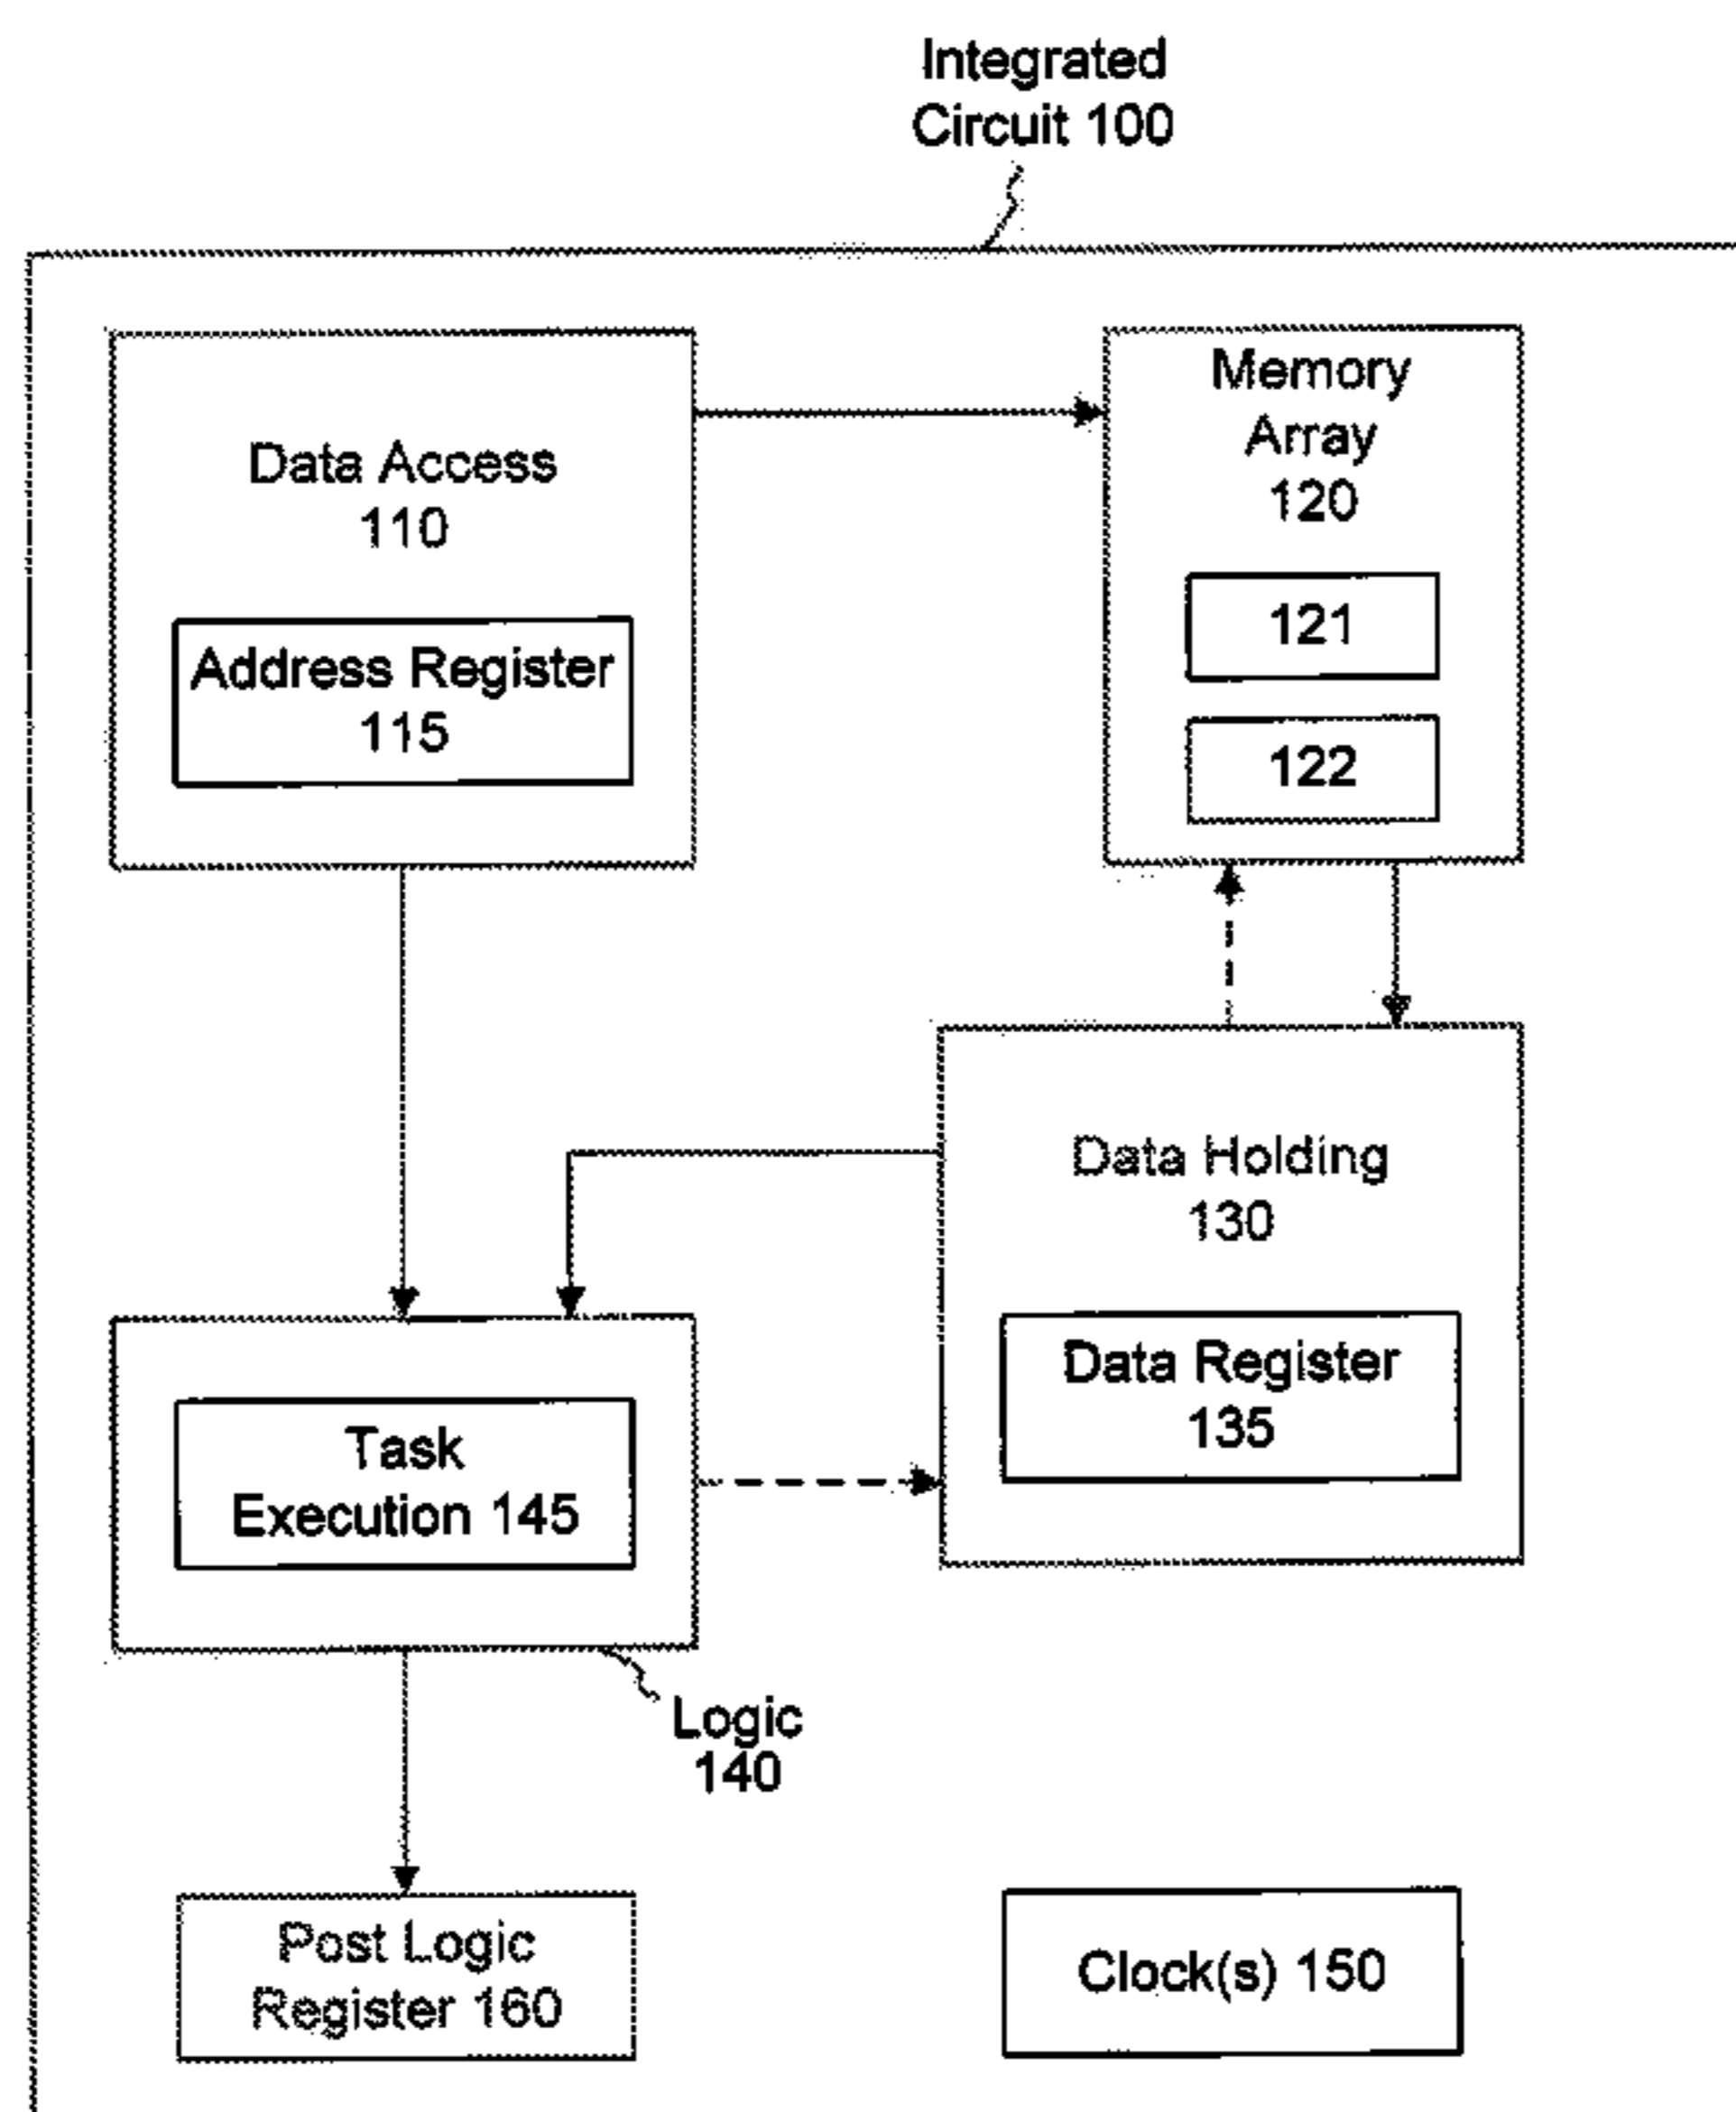 Integrated
Circuit 100
Data Access
110
Address Register
115
Memory
Array
120
121
122
Data Holding
130
Data Register
135
Task
Execution 145
Logic
140
Post Logic
Register 160
Clock(s) 150